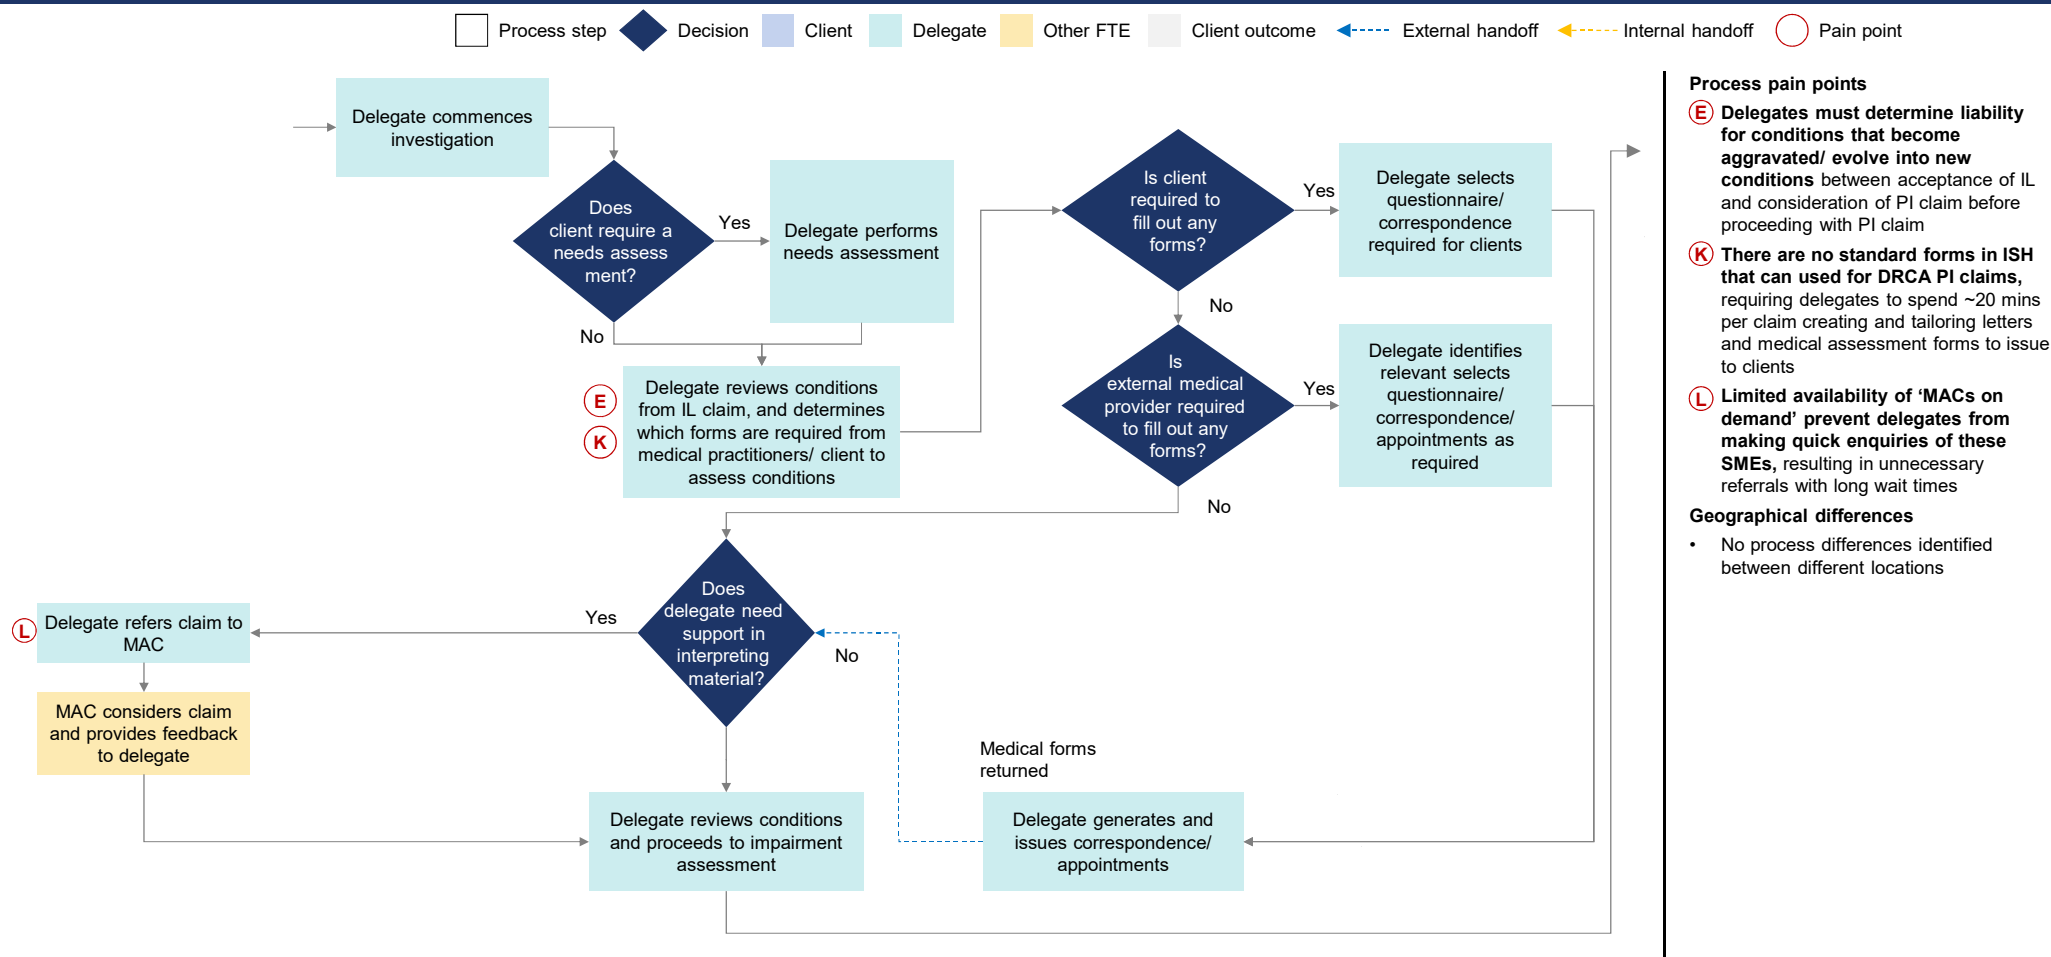 Process step
Decision
Client
Delegate
Other FTE
Client outcome
External handoff
Internal handoff
Pain point
Delegate commences
investigation
Does
client require a
needs assess
ment?
Yes
No
Delegate performs
needs assessment
E
K
Delegate reviews conditions
from IL claim, and determines
which forms are required from
medical practitioners/ client to
assess conditions
Is client
required to
fill out any
forms?
Yes
No
Delegate selects
questionnaire/
correspondence
required for clients
Is
external medical
provider required
to fill out any
forms?
Yes
No
Delegate identifies
relevant selects
questionnaire/
correspondence/
appointments as
required
Does
delegate need
support in
interpreting
material?
Yes
No
L
Delegate refers claim to
MAC
MAC considers claim
and provides feedback
to delegate
Medical forms
returned
Delegate reviews conditions
and proceeds to impairment
assessment
Delegate generates and
issues correspondence/
appointments
Process pain points
E Delegates must determine liability
for conditions that become
aggravated/ evolve into new
conditions between acceptance of IL
and consideration of PI claim before
proceeding with PI claim
K There are no standard forms in ISH
that can used for DRCA PI claims,
requiring delegates to spend ~20 mins
per claim creating and tailoring letters
and medical assessment forms to issue
to clients
L Limited availability of ‘MACs on
demand’ prevent delegates from
making quick enquiries of these
SMEs, resulting in unnecessary
referrals with long wait times
Geographical differences
• No process differences identified
between different locations